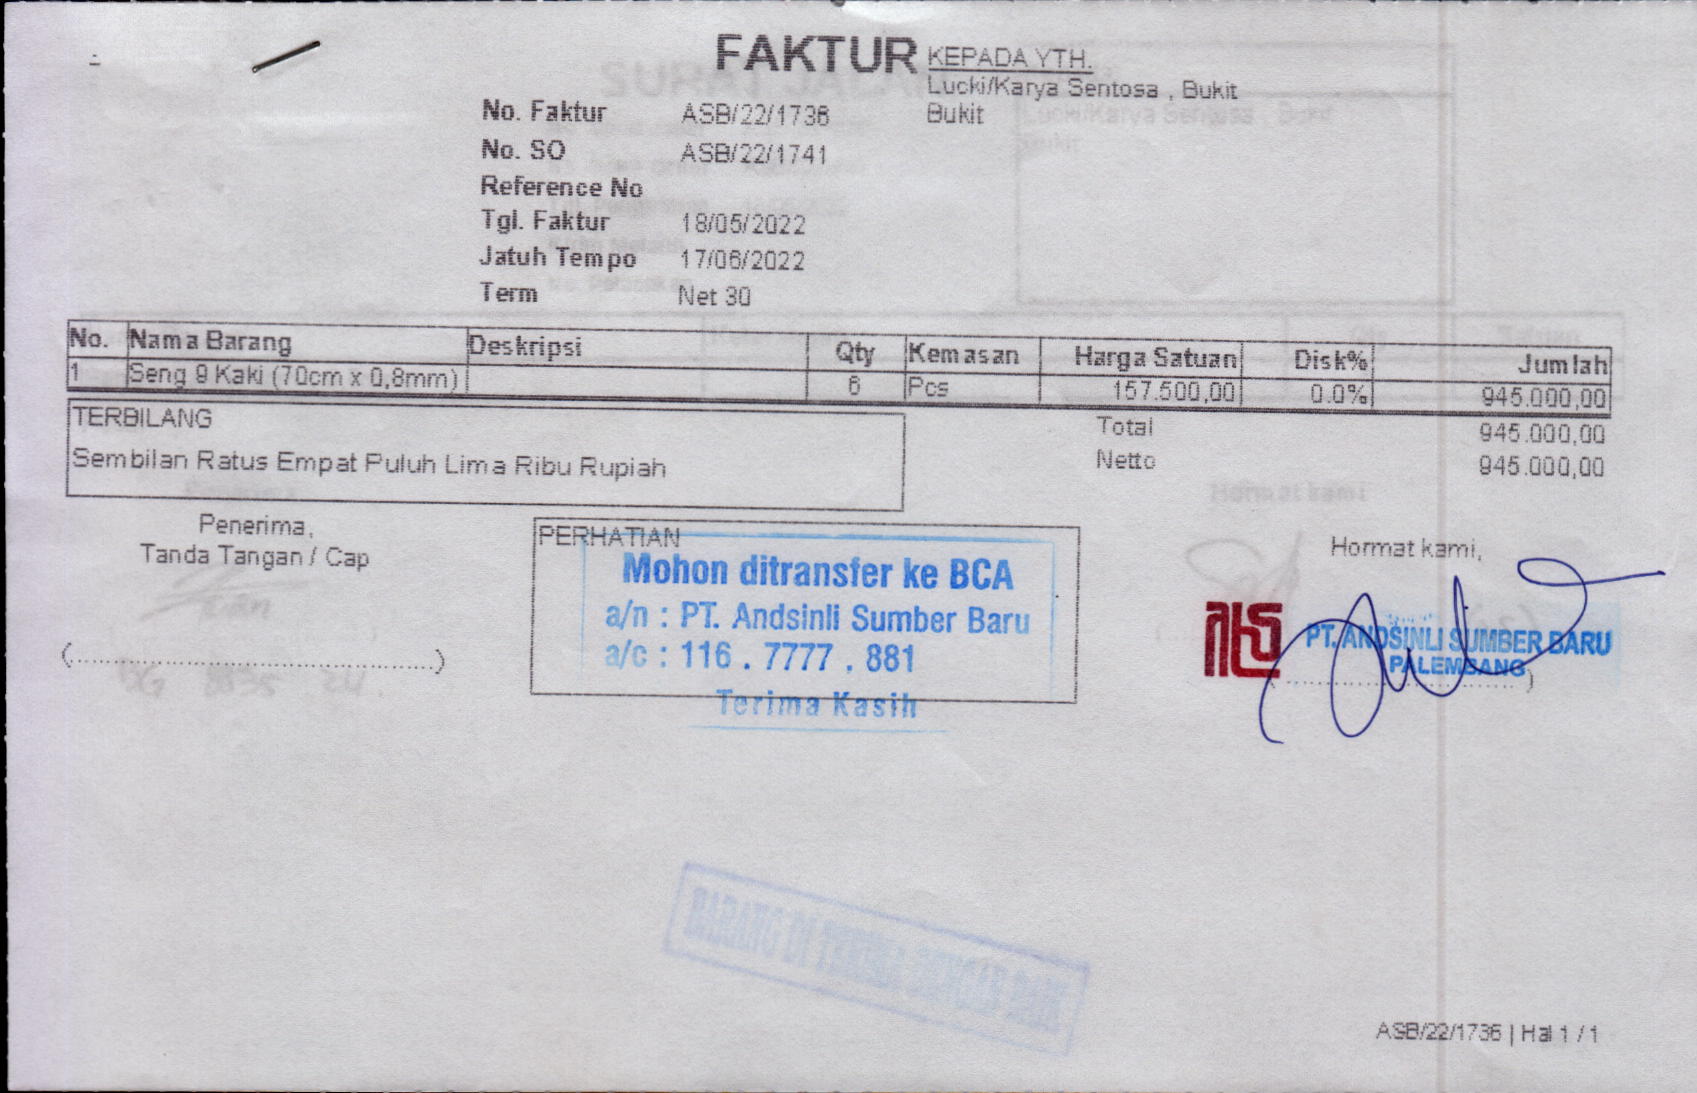 FAKTUR
KEPADA YTH.
Lucki/Karya Sentosa , Bukit
Bukit
No. Faktur ASB/22/1736
No. SO ASB/22/1741
Reference No
Tgl. Faktur 18/05/2022
Jatuh Tempo 17/06/2022
Term Net 30
No. Nama Barang Deskripsi Qty Kemasan Harga Satuan Disk% Jumlah
1 Seng 9 Kaki (70cm x 0,8mm) 6 Pcs 157.500,00 0.0% 945.000,00
TERBILANG
Sembilan Ratus Empat Puluh Lima Ribu Rupiah
Total 945.000,00
Netto 945.000,00
Penerima,
Tanda Tangan / Cap
(......................................................)
PERHATIAN
Mohon ditransfer ke BCA
a/n : PT. Andsinli Sumber Baru
a/c : 116 . 7777 . 881
Terima Kasih
Hormat kami,
PT. ANDSINLI SUMBER BARU
PALEMBANG
BARANG DI TERIMA DENGAN BAIK
ASB/22/1736 | Hal 1 / 1